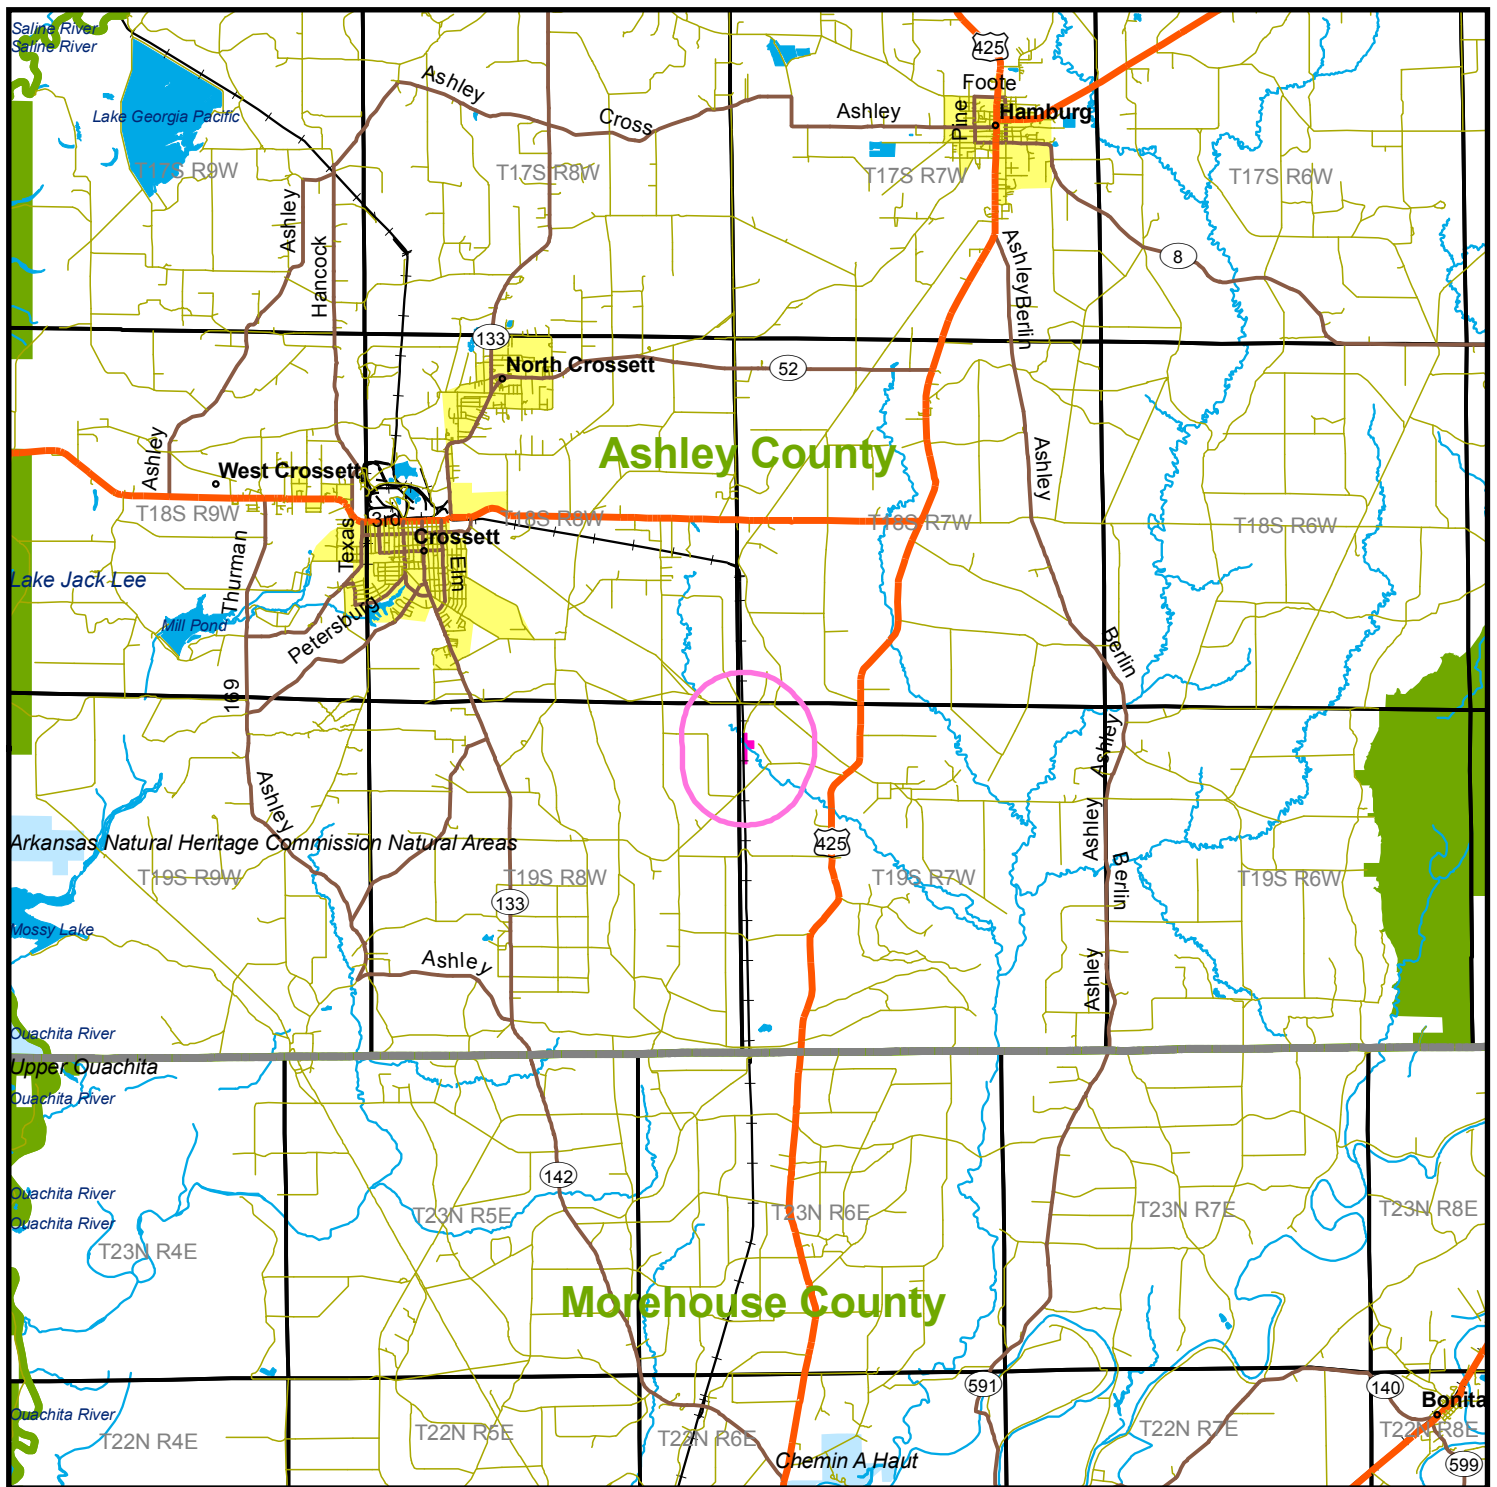 Saline River
Saline River
425
Ashley
Foote
Lake Georgia Pacific
Cross
Ashley
Pine
Hamburg
T17S R9W
T17S R8W
T17S R7W
T17S R6W
Ashley
Hancock
Ashley
Berlin
8
133
North Crossett
52
Ashley County
Ashley
West Crossett
Ashley
T18S R9W
3rd
T18S R8W
T18S R7W
T18S R6W
Texas
Crossett
Elm
Lake Jack Lee
Thurman
Mill Pond
Petersburg
Berlin
169
Ashley
Ashley
Ashley
Arkansas Natural Heritage Commission Natural Areas
425
Berlin
T19S R9W
T19S R8W
T19S R7W
T19S R6W
133
Mossy Lake
Ashley
Ashley
Ouachita River
Upper Ouachita
Ouachita River
142
Ouachita River
Ouachita River
T23N R4E
T23N R5E
T23N R6E
T23N R7E
T23N R8E
Morehouse County
591
140
Bonita
Ouachita River
T22N R4E
T22N R5E
T22N R6E
T22N R7E
T22N R8E
Chemin A Haut
599